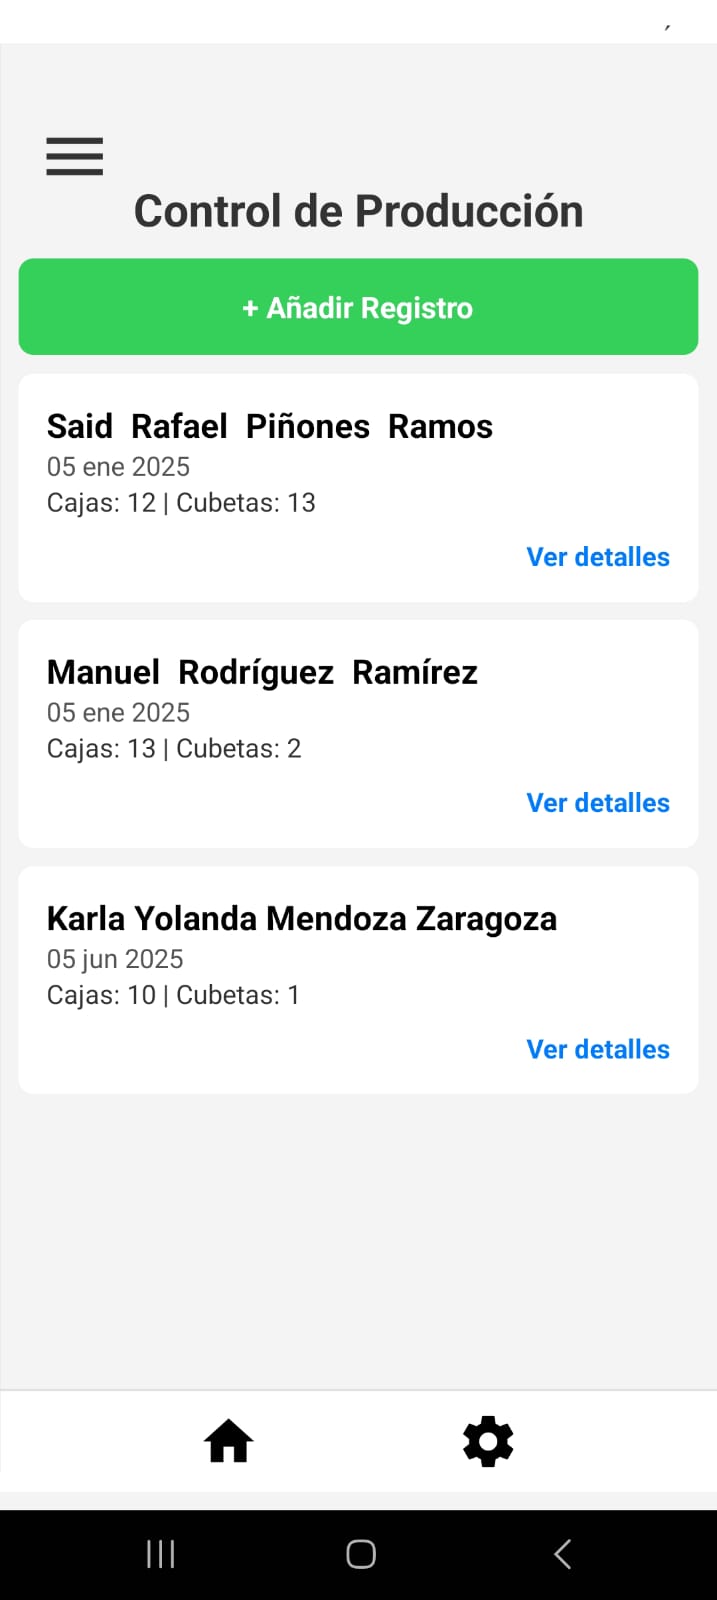 Control de Producción
+ Añadir Registro
Said Rafael Piñones Ramos
05 ene 2025
Cajas: 12 | Cubetas: 13
Ver detalles
Manuel Rodríguez Ramírez
05 ene 2025
Cajas: 13 | Cubetas: 2
Ver detalles
Karla Yolanda Mendoza Zaragoza
05 jun 2025
Cajas: 10 | Cubetas: 1
Ver detalles